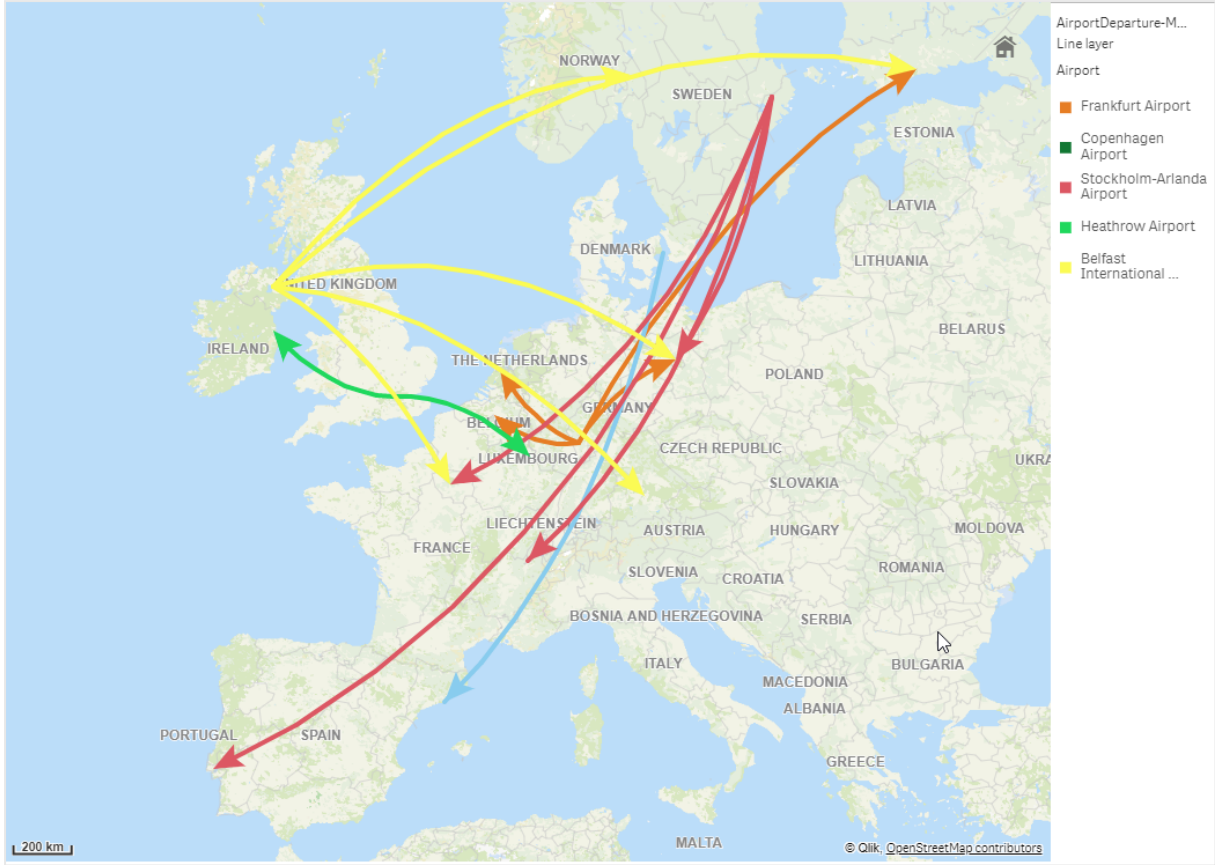 AirportDeparture-M...
Line layer
Airport
Frankfurt Airport
Copenhagen
Airport
Stockholm-Arlanda
Airport
Heathrow Airport
Belfast
International ...
NORWAY
SWEDEN
ESTONIA
LATVIA
DENMARK
LITHUANIA
UNITED KINGDOM
BELARUS
IRELAND
THE NETHERLANDS
POLAND
GERMANY
BELGIUM
CZECH REPUBLIC
LUXEMBOURG
UKRA
SLOVAKIA
LIECHTENSTEIN
AUSTRIA
HUNGARY
MOLDOVA
FRANCE
ROMANIA
SLOVENIA
CROATIA
BOSNIA AND HERZEGOVINA
SERBIA
ITALY
BULGARIA
MACEDONIA
ALBANIA
PORTUGAL
SPAIN
GREECE
MALTA
200 km
© Qlik, OpenStreetMap contributors